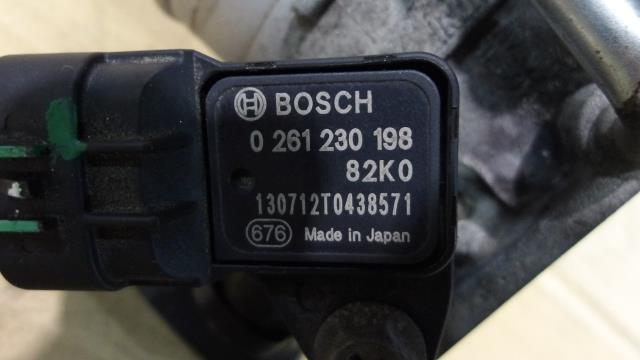 BOSCH
0 261 230 198
82K0
130712T0438571
676 Made in Japan